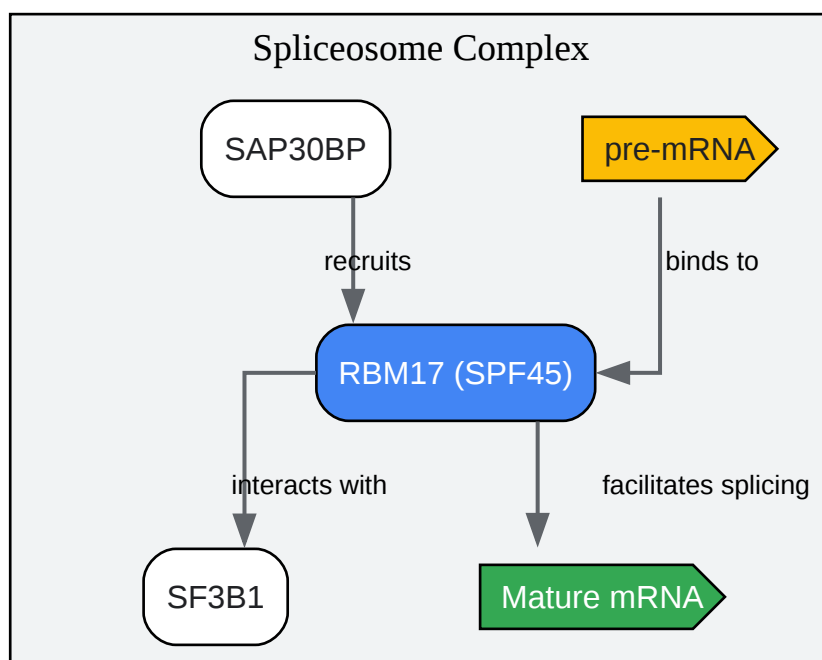 Spliceosome Complex
SAP30BP
pre-mRNA
recruits
binds to
RBM17 (SPF45)
interacts with
facilitates splicing
SF3B1
Mature mRNA